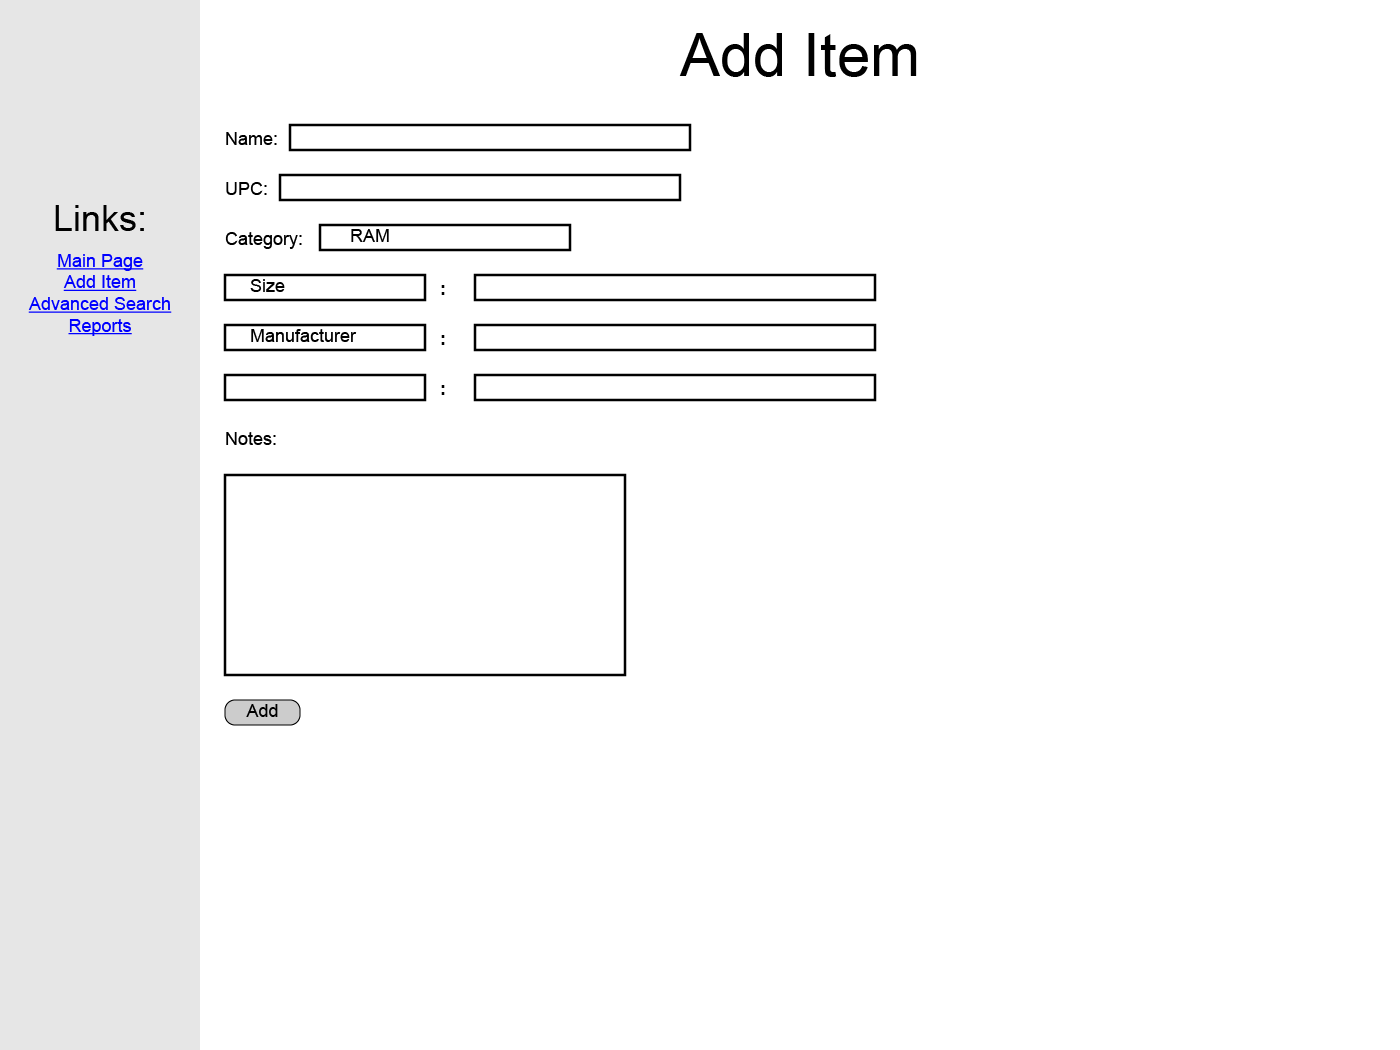 Add Item
Links:
Main Page
Add Item
Advanced Search
Reports
Name:
UPC:
Category: RAM
Size :
Manufacturer :
:
Notes:
Add